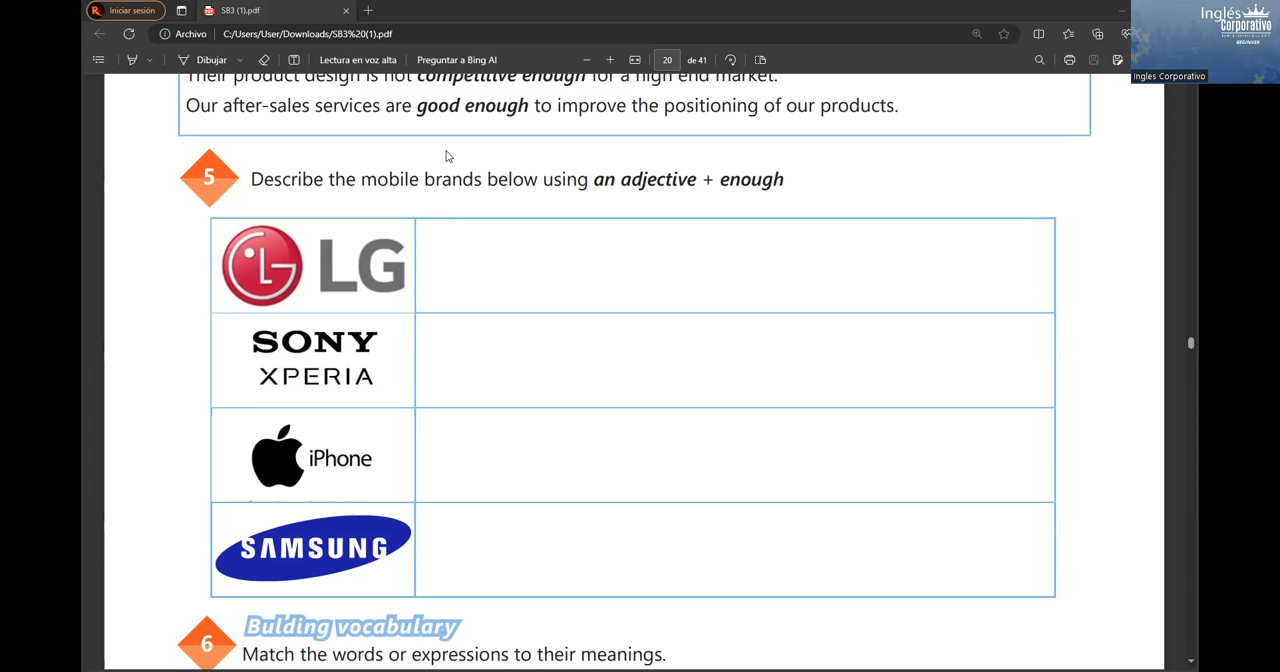 Iniciar sesión
SB3 (1).pdf
Archivo
C:/Users/User/Downloads/SB3%20(1).pdf
Dibujar
Lectura en voz alta
Preguntar a Bing AI
20
de 41
Inglés
Corporativo
BEGINNER
Ingles Corporativo
Their product design is not competitive enough for a high end market.
Our after-sales services are good enough to improve the positioning of our products.
5
Describe the mobile brands below using an adjective + enough
LG
SONY
XPERIA
iPhone
SAMSUNG
6
Bulding vocabulary
Match the words or expressions to their meanings.